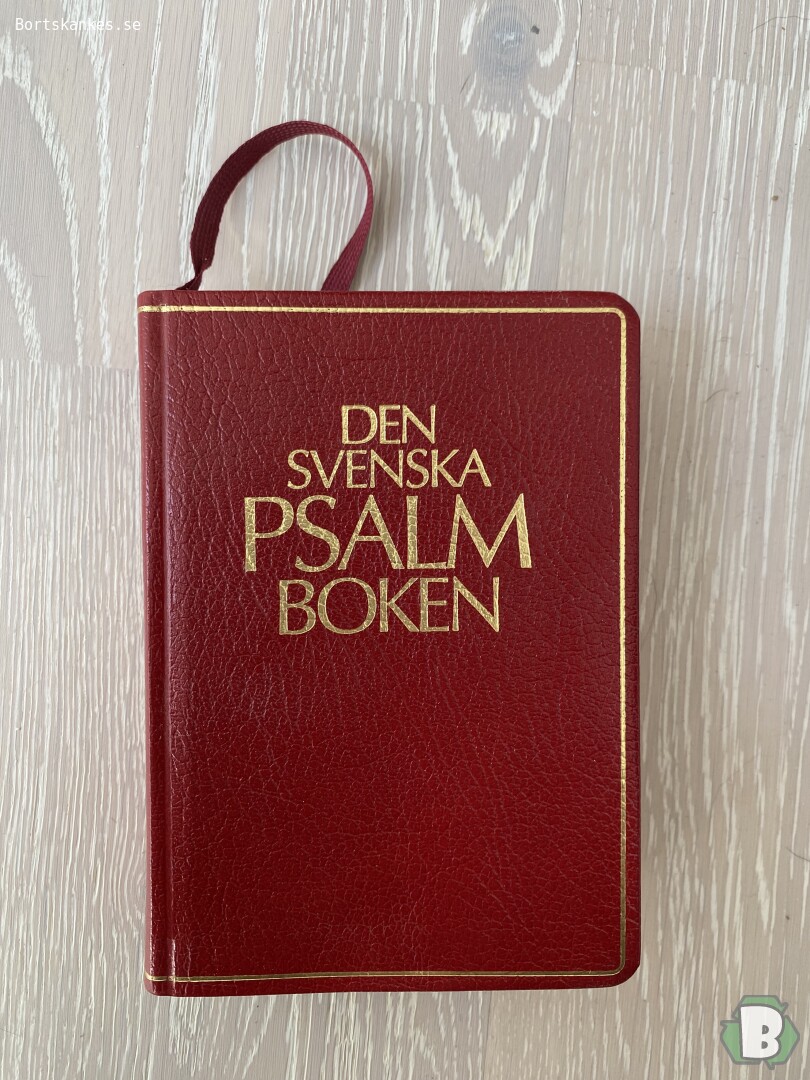 Bortskankes.se
DEN
SVENSKA
PSALM
BOKEN
B